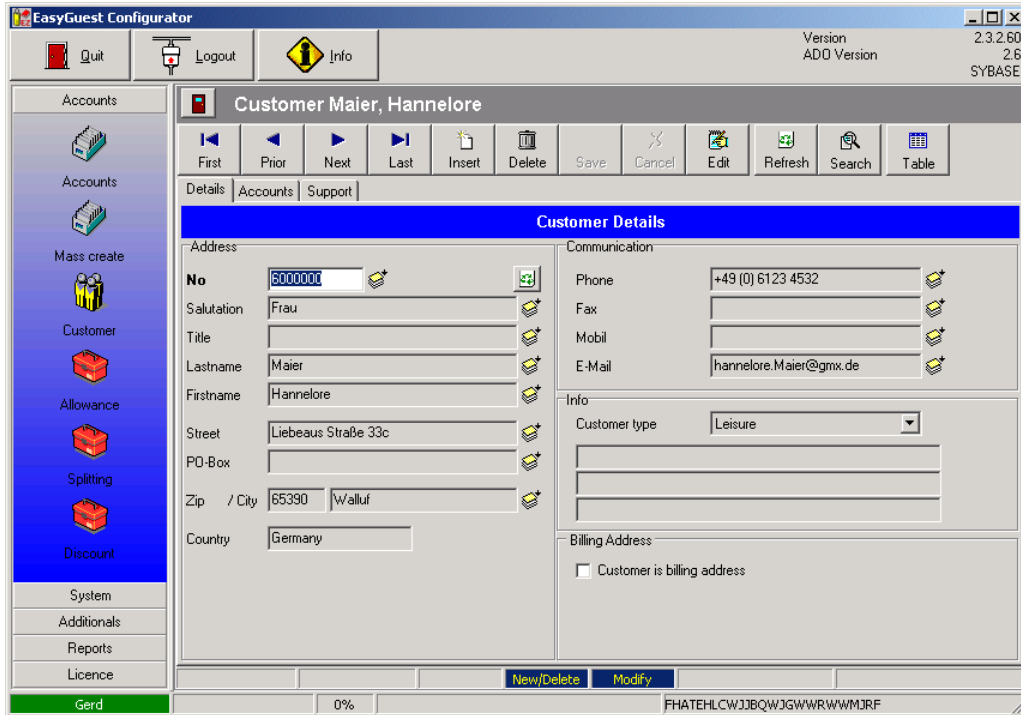 EasyGuest Configurator
Quit
Logout
Info
Version 2.3.2.60
ADO Version 2.6
SYBASE
Accounts
Accounts
Mass create
Customer
Allowance
Splitting
Discount
System
Additionals
Reports
Licence
Customer Maier, Hannelore
First Prior Next Last Insert Delete Save Cancel Edit Refresh Search Table
Details Accounts Support
Customer Details
Address
No 6000000
Salutation Frau
Title
Lastname Maier
Firstname Hannelore
Street Liebeaus Straße 33c
PO-Box
Zip / City 65390 Walluf
Country Germany
Communication
Phone +49 (0) 6123 4532
Fax
Mobil
E-Mail hannelore.Maier@gmx.de
Info
Customer type Leisure
Billing Address
Customer is billing address
New/Delete Modify
Gerd 0% FHATEHLCWJJBQWJGWWRWWMJRF